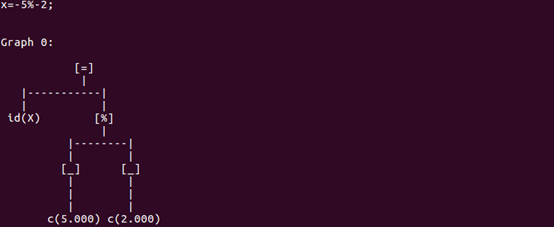 x=-5%-2;
Graph 0:
[=]
|
|-----------|
| |
id(X) [%]
|
|--------|
| |
[_] [_]
| |
| |
| |
c(5.000) c(2.000)